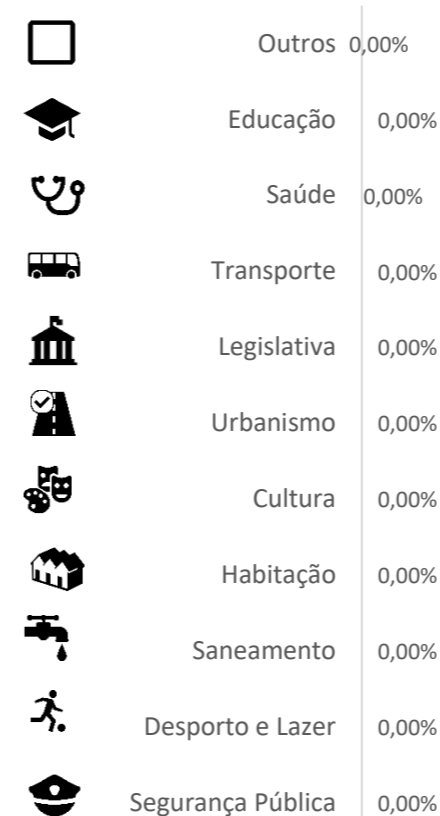 Outros 0,00%
Educação 0,00%
Saúde 0,00%
Transporte 0,00%
Legislativa 0,00%
Urbanismo 0,00%
Cultura 0,00%
Habitação 0,00%
Saneamento 0,00%
Desporto e Lazer 0,00%
Segurança Pública 0,00%